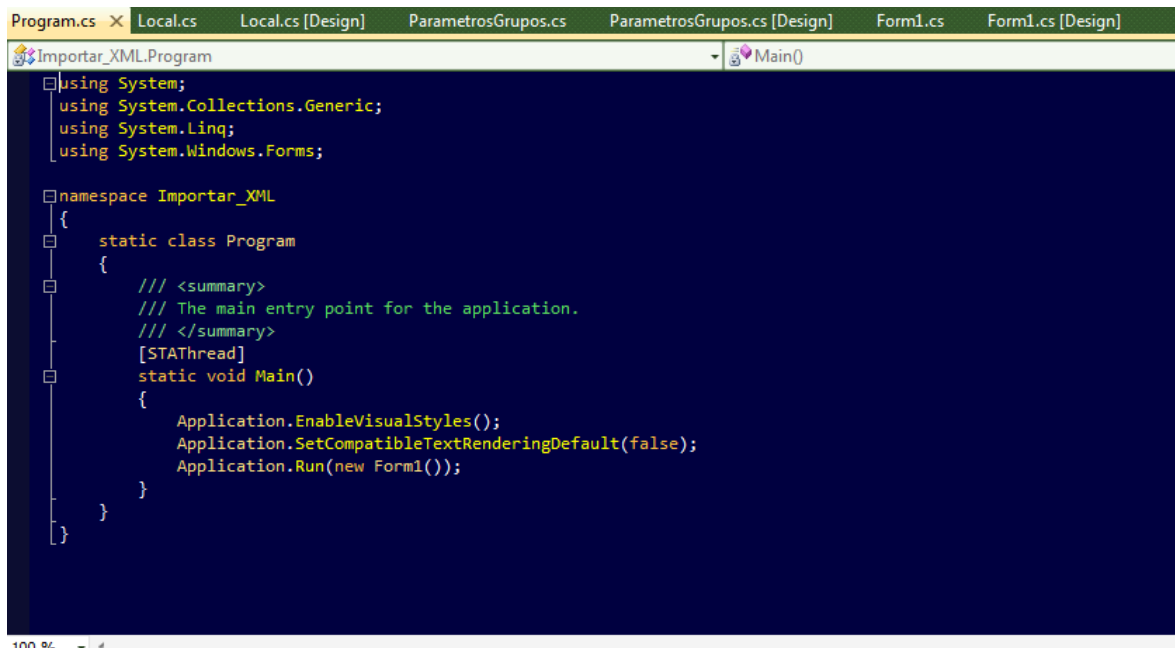 Program.cs Local.cs Local.cs [Design] ParametrosGrupos.cs ParametrosGrupos.cs [Design] Form1.cs Form1.cs [Design]
Importar_XML.Program Main()
using System;
using System.Collections.Generic;
using System.Linq;
using System.Windows.Forms;
namespace Importar_XML
{
static class Program
{
/// <summary>
/// The main entry point for the application.
/// </summary>
[STAThread]
static void Main()
{
Application.EnableVisualStyles();
Application.SetCompatibleTextRenderingDefault(false);
Application.Run(new Form1());
}
}
}
100 %